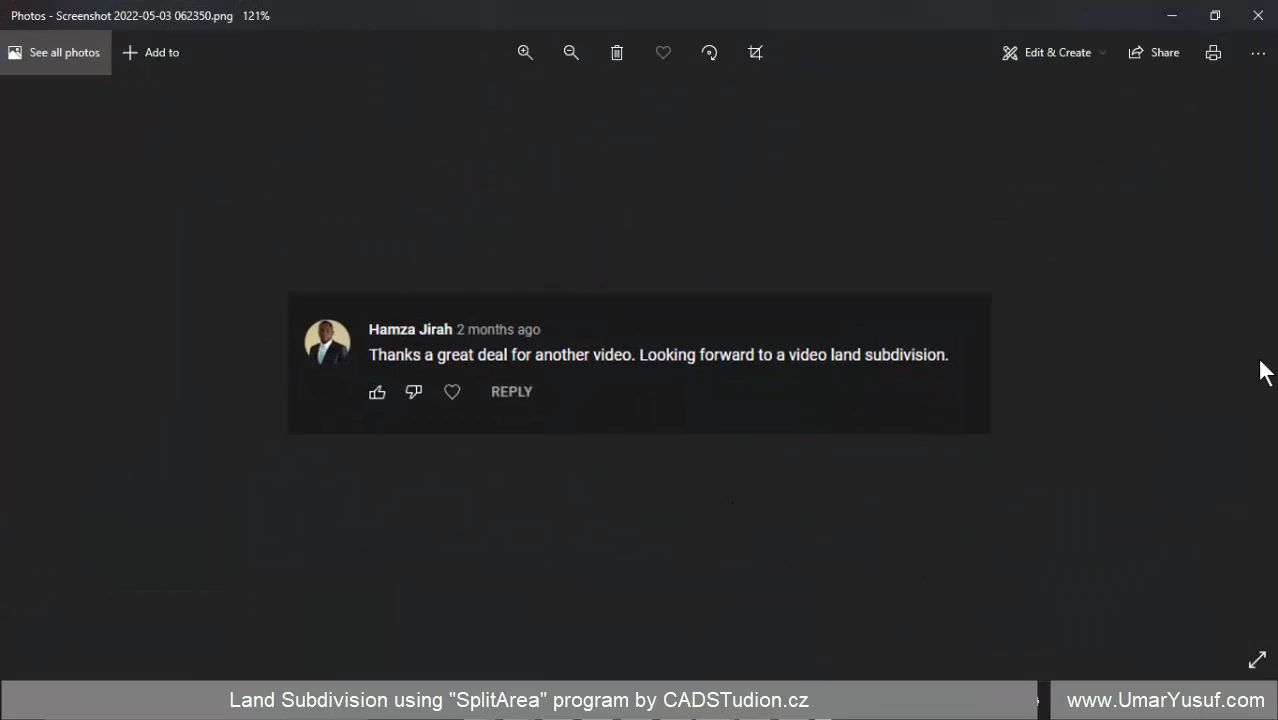 Photos - Screenshot 2022-05-03 062350.png 121%
See all photos Add to Edit & Create Share
Hamza Jirah 2 months ago
Thanks a great deal for another video. Looking forward to a video land subdivision.
REPLY
Land Subdivision using "SplitArea" program by CADSTudion.cz
www.UmarYusuf.com